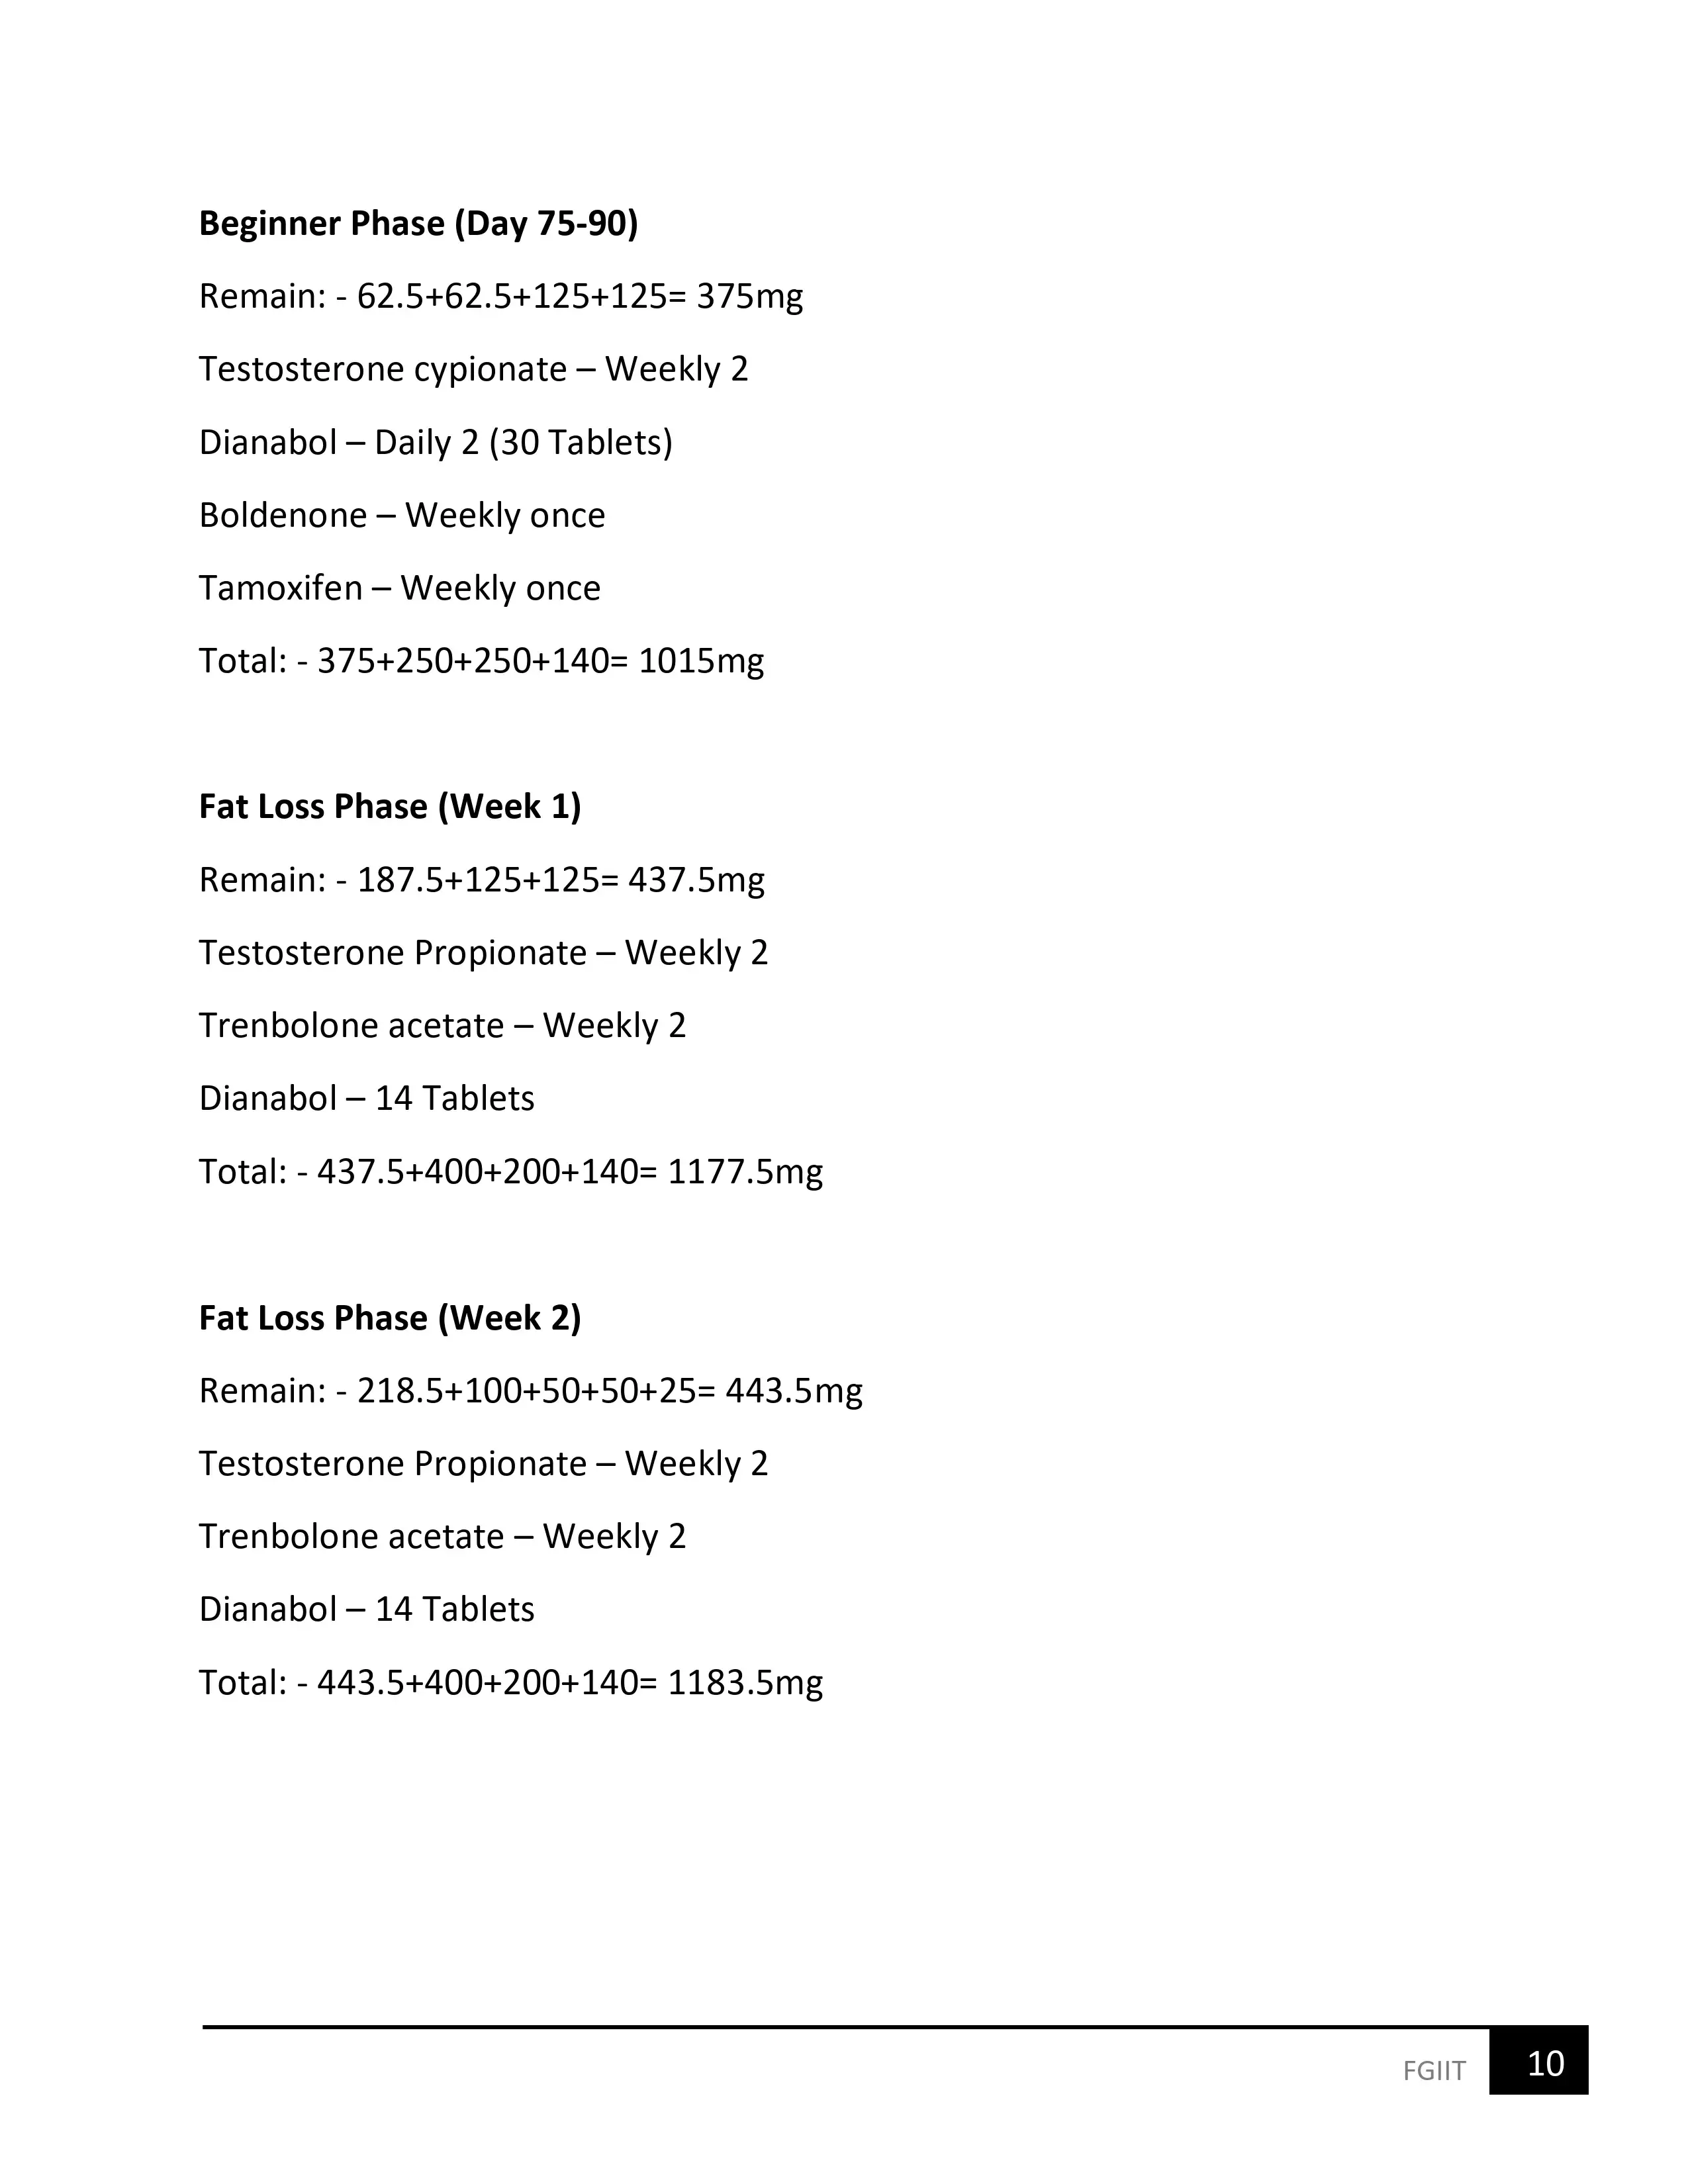 Beginner Phase (Day 75-90)
Remain: - 62.5+62.5+125+125= 375mg
Testosterone cypionate – Weekly 2
Dianabol – Daily 2 (30 Tablets)
Boldenone – Weekly once
Tamoxifen – Weekly once
Total: - 375+250+250+140= 1015mg
Fat Loss Phase (Week 1)
Remain: - 187.5+125+125= 437.5mg
Testosterone Propionate – Weekly 2
Trenbolone acetate – Weekly 2
Dianabol – 14 Tablets
Total: - 437.5+400+200+140= 1177.5mg
Fat Loss Phase (Week 2)
Remain: - 218.5+100+50+50+25= 443.5mg
Testosterone Propionate – Weekly 2
Trenbolone acetate – Weekly 2
Dianabol – 14 Tablets
Total: - 443.5+400+200+140= 1183.5mg
FGIIT 10